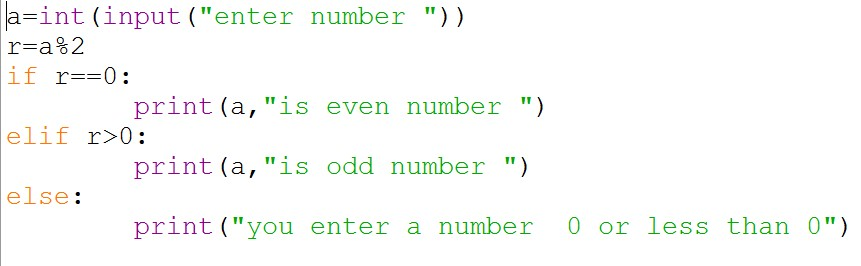 a=int(input("enter number "))
r=a%2
if r==0:
        print(a,"is even number ")
elif r>0:
        print(a,"is odd number ")
else:
        print("you enter a number  0 or less than 0")